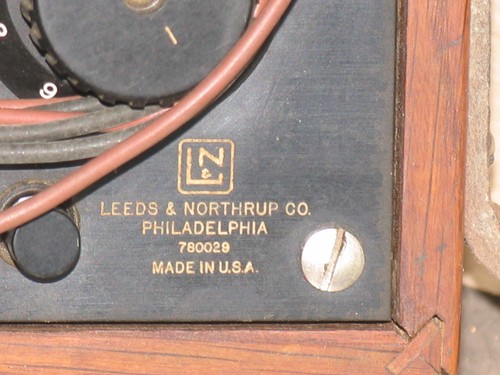 L&N
LEEDS & NORTHRUP CO.
PHILADELPHIA
780029
MADE IN U.S.A.